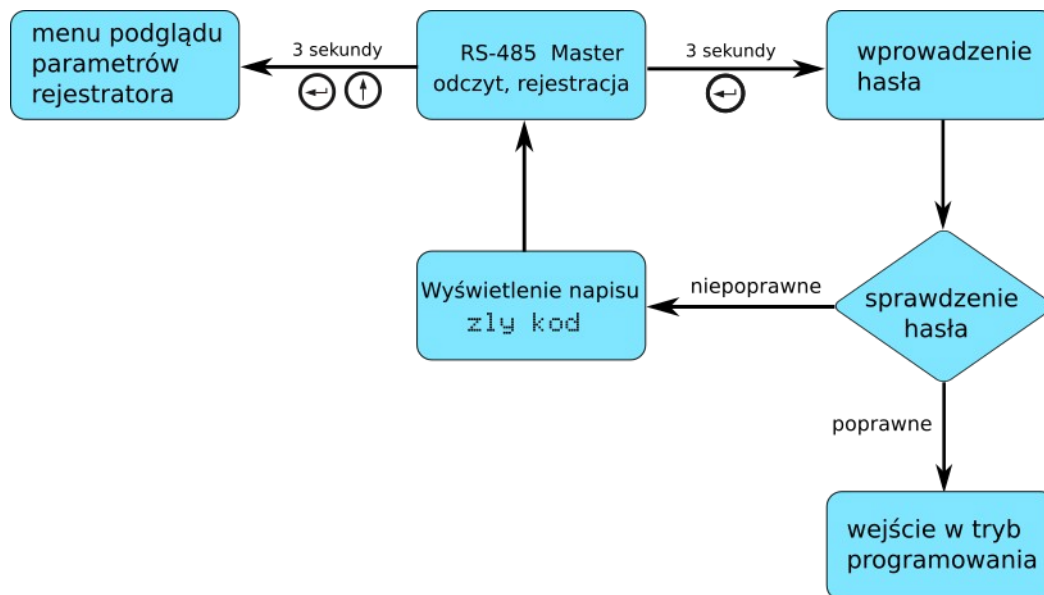 menu podglądu
parametrów
rejestratora
3 sekundy
RS-485 Master
odczyt, rejestracja
3 sekundy
wprowadzenie
hasła
Wyświetlenie napisu
zly kod
niepoprawne
sprawdzenie
hasła
poprawne
wejście w tryb
programowania